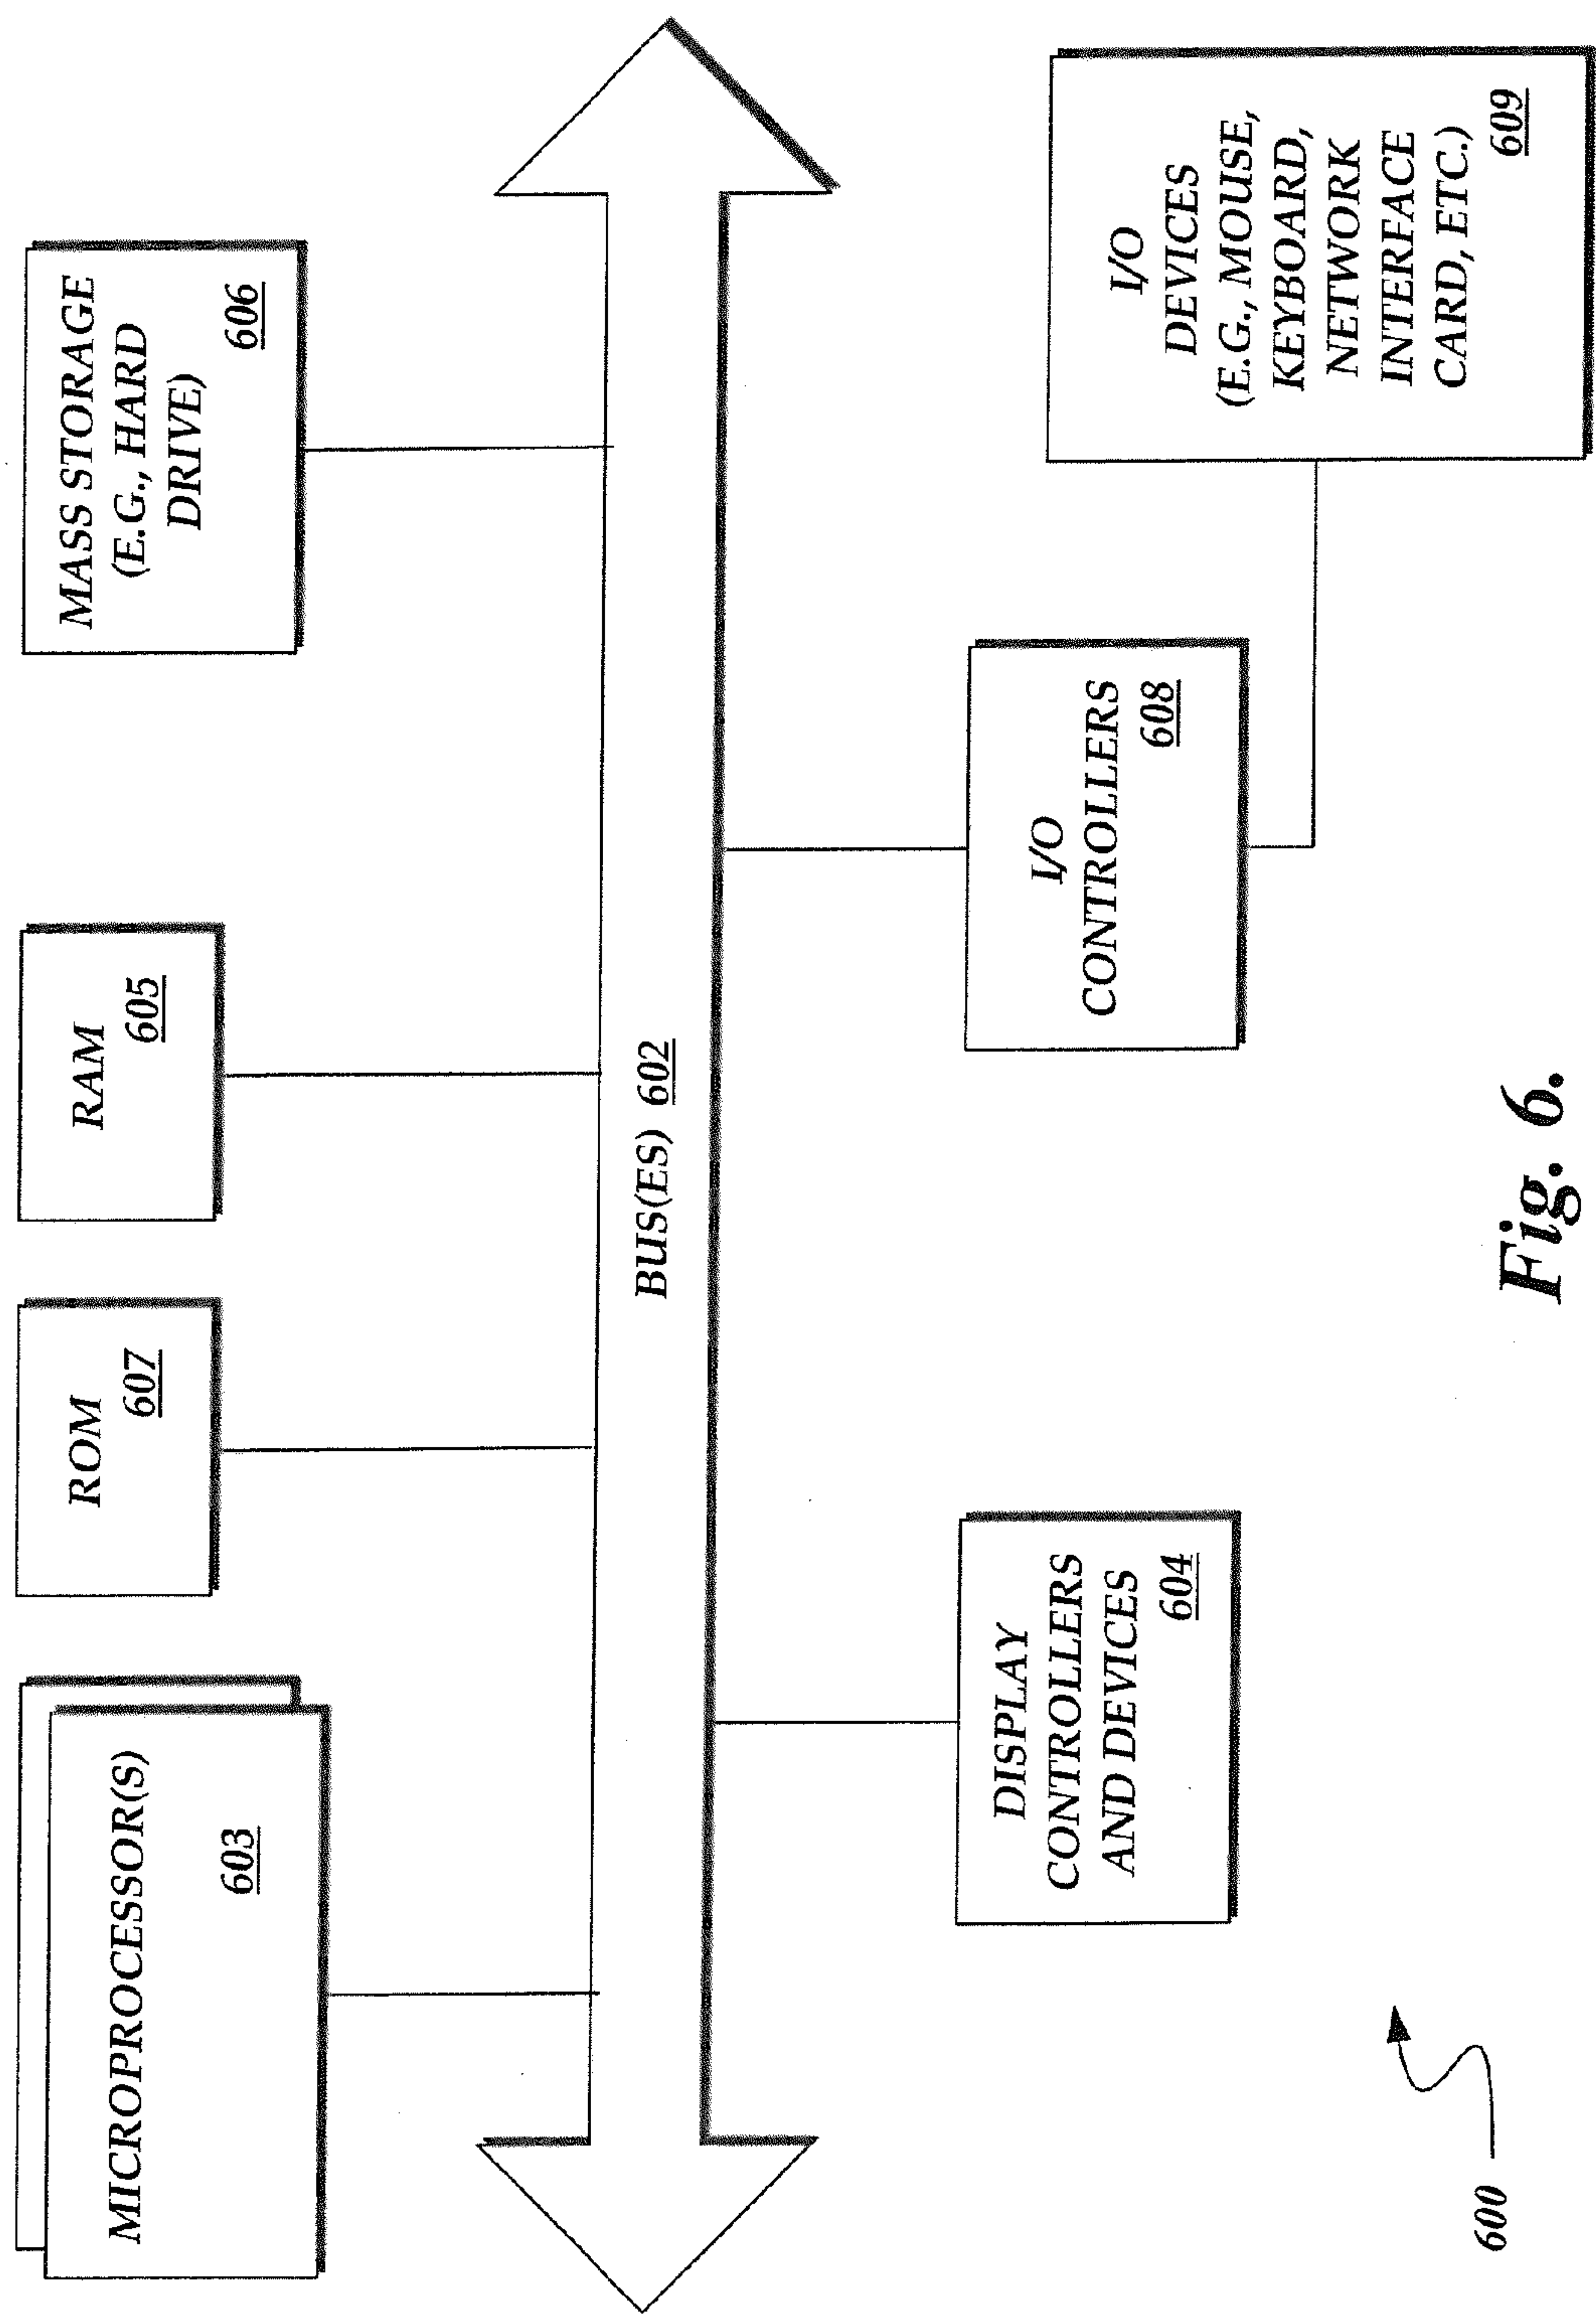 MICROPROCESSOR(S)
603
ROM
607
RAM
605
MASS STORAGE
(E.G., HARD
DRIVE)
606
BUS(ES) 602
DISPLAY
CONTROLLERS
AND DEVICES
604
I/O
CONTROLLERS
608
I/O
DEVICES
(E.G., MOUSE,
KEYBOARD,
NETWORK
INTERFACE
CARD, ETC.)
609
600
Fig. 6.